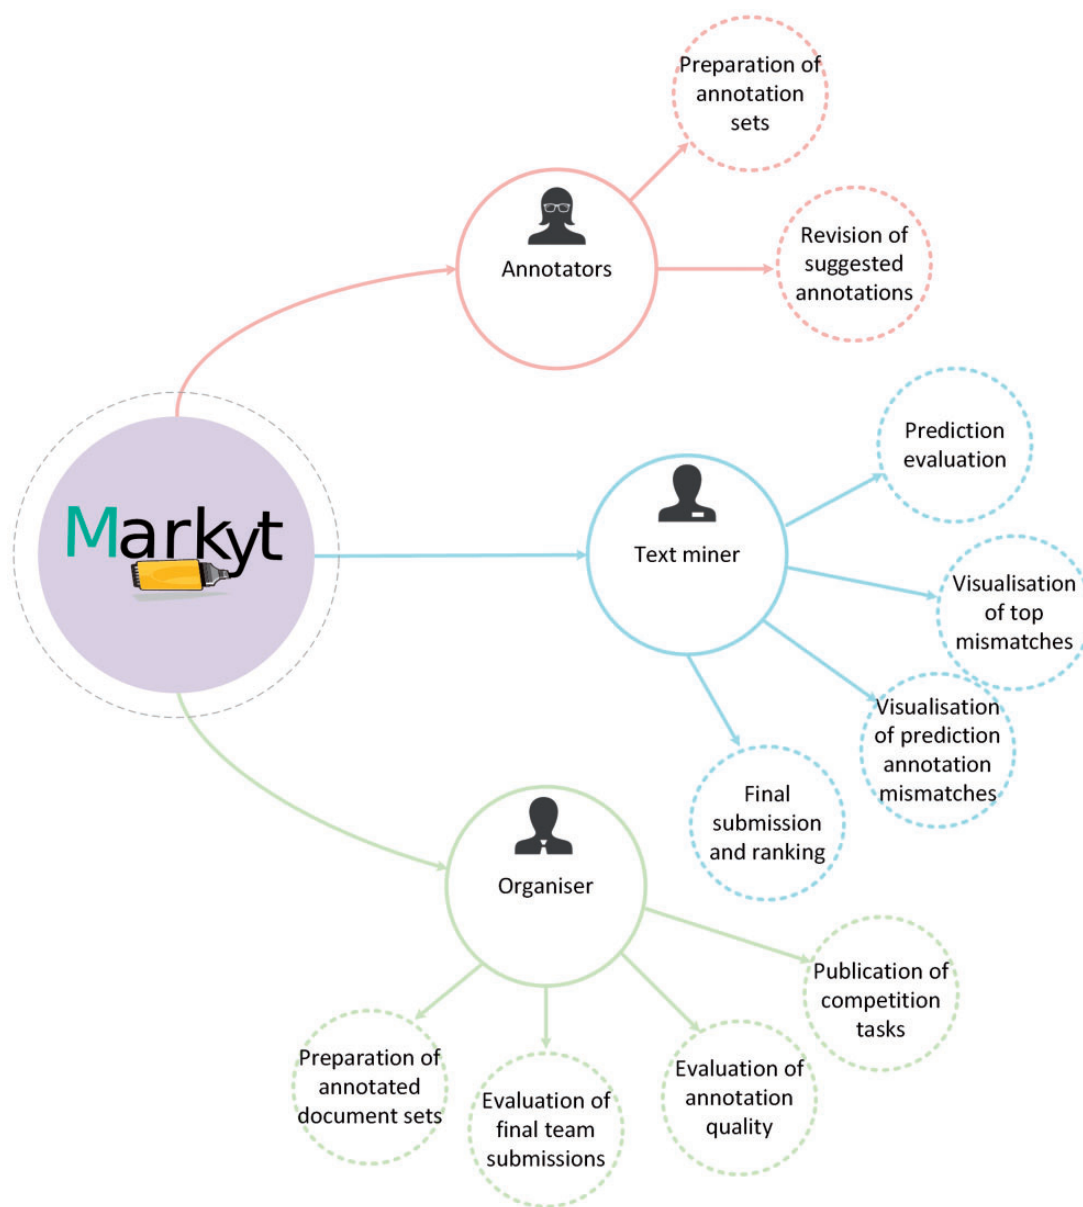 Preparation of
annotation
sets
Annotators
Revision of
suggested
annotations
Markyt
Prediction
evaluation
Text miner
Visualisation
of top
mismatches
Visualisation
of prediction
annotation
mismatches
Final
submission
and ranking
Organiser
Publication of
competition
tasks
Preparation of
annotated
document sets
Evaluation of
final team
submissions
Evaluation of
annotation
quality